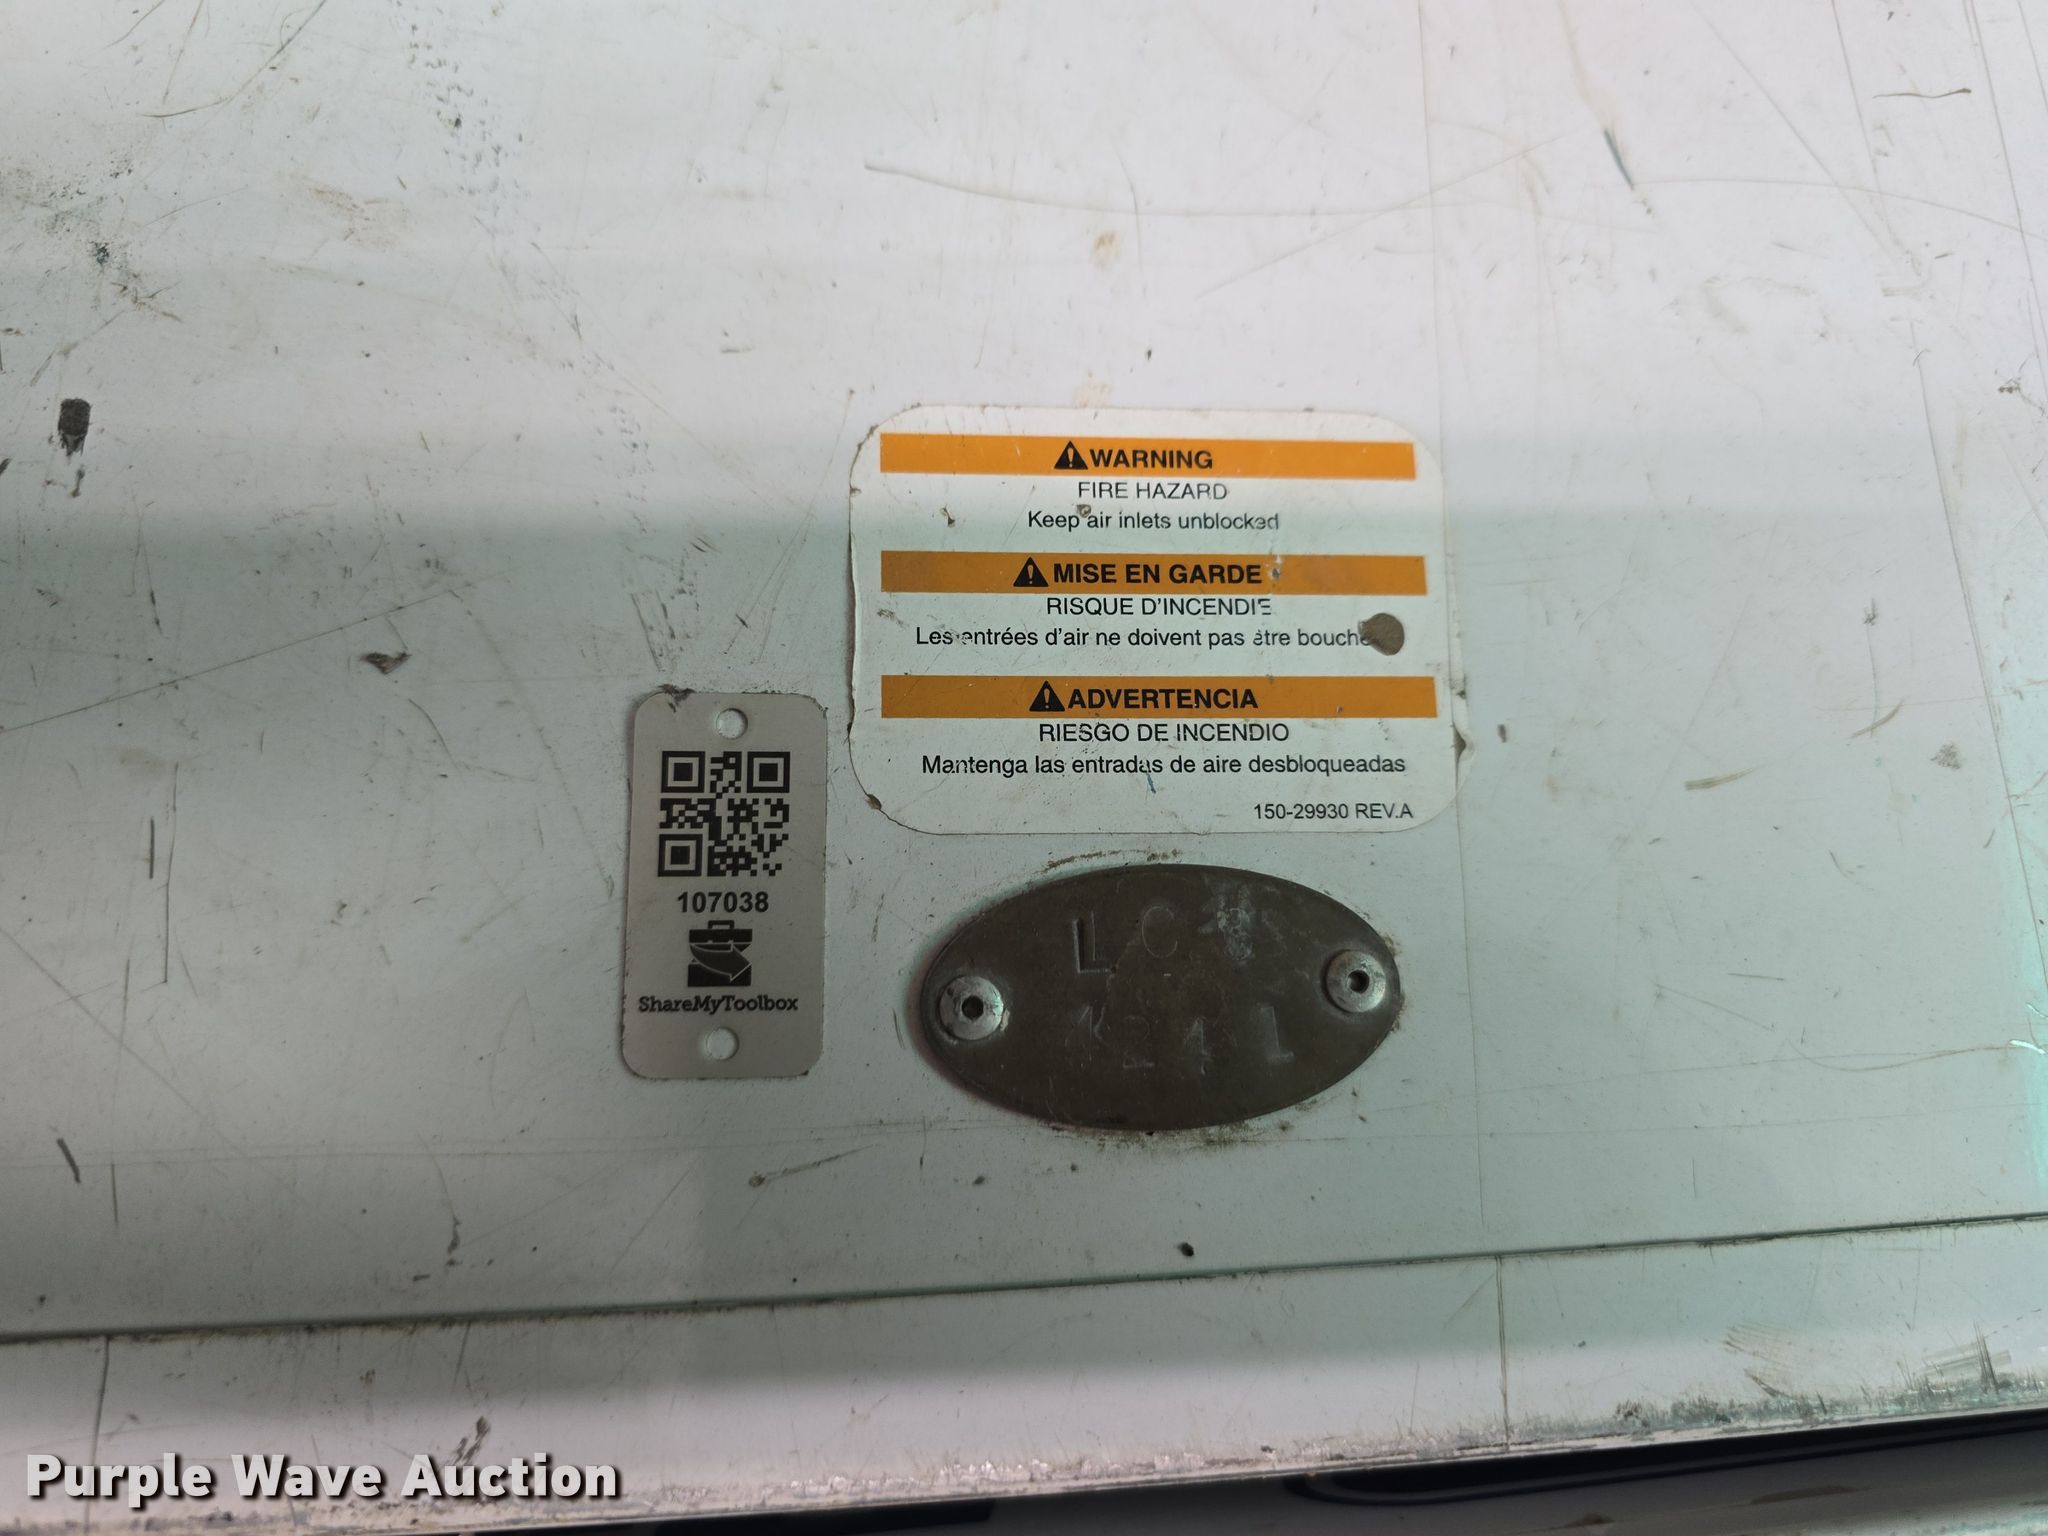 WARNING
FIRE HAZARD
Keep air inlets unblocked
MISE EN GARDE
RISQUE D'INCENDIE
Les entrées d'air ne doivent pas être
ADVERTENCIA
RIESGO DE INCENDIO
Mantenga las entradas de aire desbloqueadas
150-29930 REV.A
107038
ShareMyToolbox
1241
Purple Wave Auction